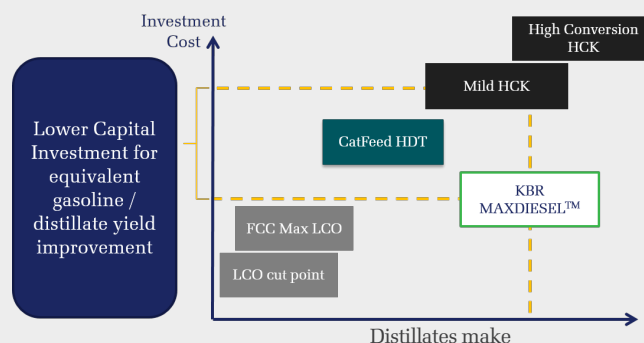 Investment
Cost
High Conversion
HCK
Mild HCK
Lower Capital
Investment for
equivalent
gasoline /
distillate yield
improvement
CatFeed HDT
KBR
MAXDIESEL™
FCC Max LCO
LCO cut point
Distillates make